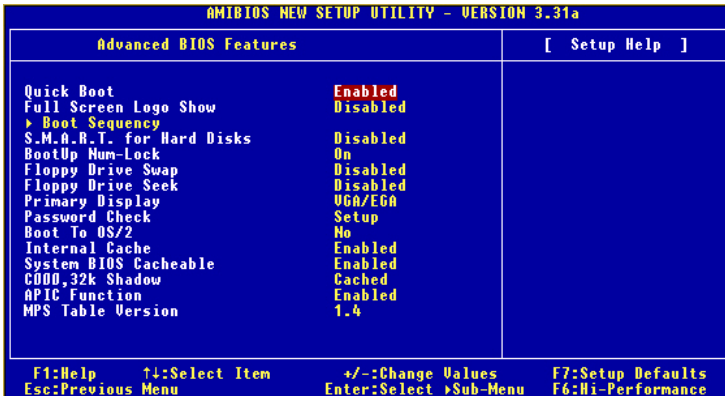 AMIBIOS NEW SETUP UTILITY - VERSION 3.31a
Advanced BIOS Features
[ Setup Help ]
Quick Boot Enabled
Full Screen Logo Show Disabled
▸ Boot Sequency
S.M.A.R.T. for Hard Disks Disabled
BootUp Num-Lock On
Floppy Drive Swap Disabled
Floppy Drive Seek Disabled
Primary Display VGA/EGA
Password Check Setup
Boot To OS/2 No
Internal Cache Enabled
System BIOS Cacheable Enabled
C000,32k Shadow Cached
APIC Function Enabled
MPS Table Version 1.4
F1:Help ↑↓:Select Item +/-:Change Values F7:Setup Defaults
Esc:Previous Menu Enter:Select ▸Sub-Menu F6:Hi-Performance